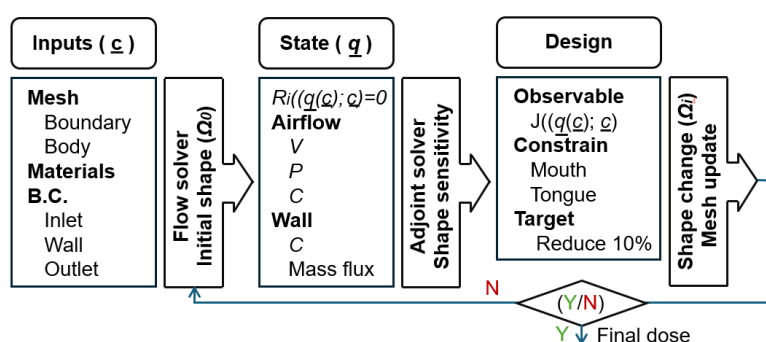 Inputs ( c )
State ( q )
Design
Mesh
Boundary
Body
Materials
B.C.
Inlet
Wall
Outlet
Flow solver
Initial shape (Ω0)
Ri((q(c); c)=0
Airflow
V
P
C
Wall
C
Mass flux
Adjoint solver
Shape sensitivity
Observable
J((q(c); c)
Constrain
Mouth
Tongue
Target
Reduce 10%
Shape change (Ωi)
Mesh update
N
(Y/N)
Y
Final dose